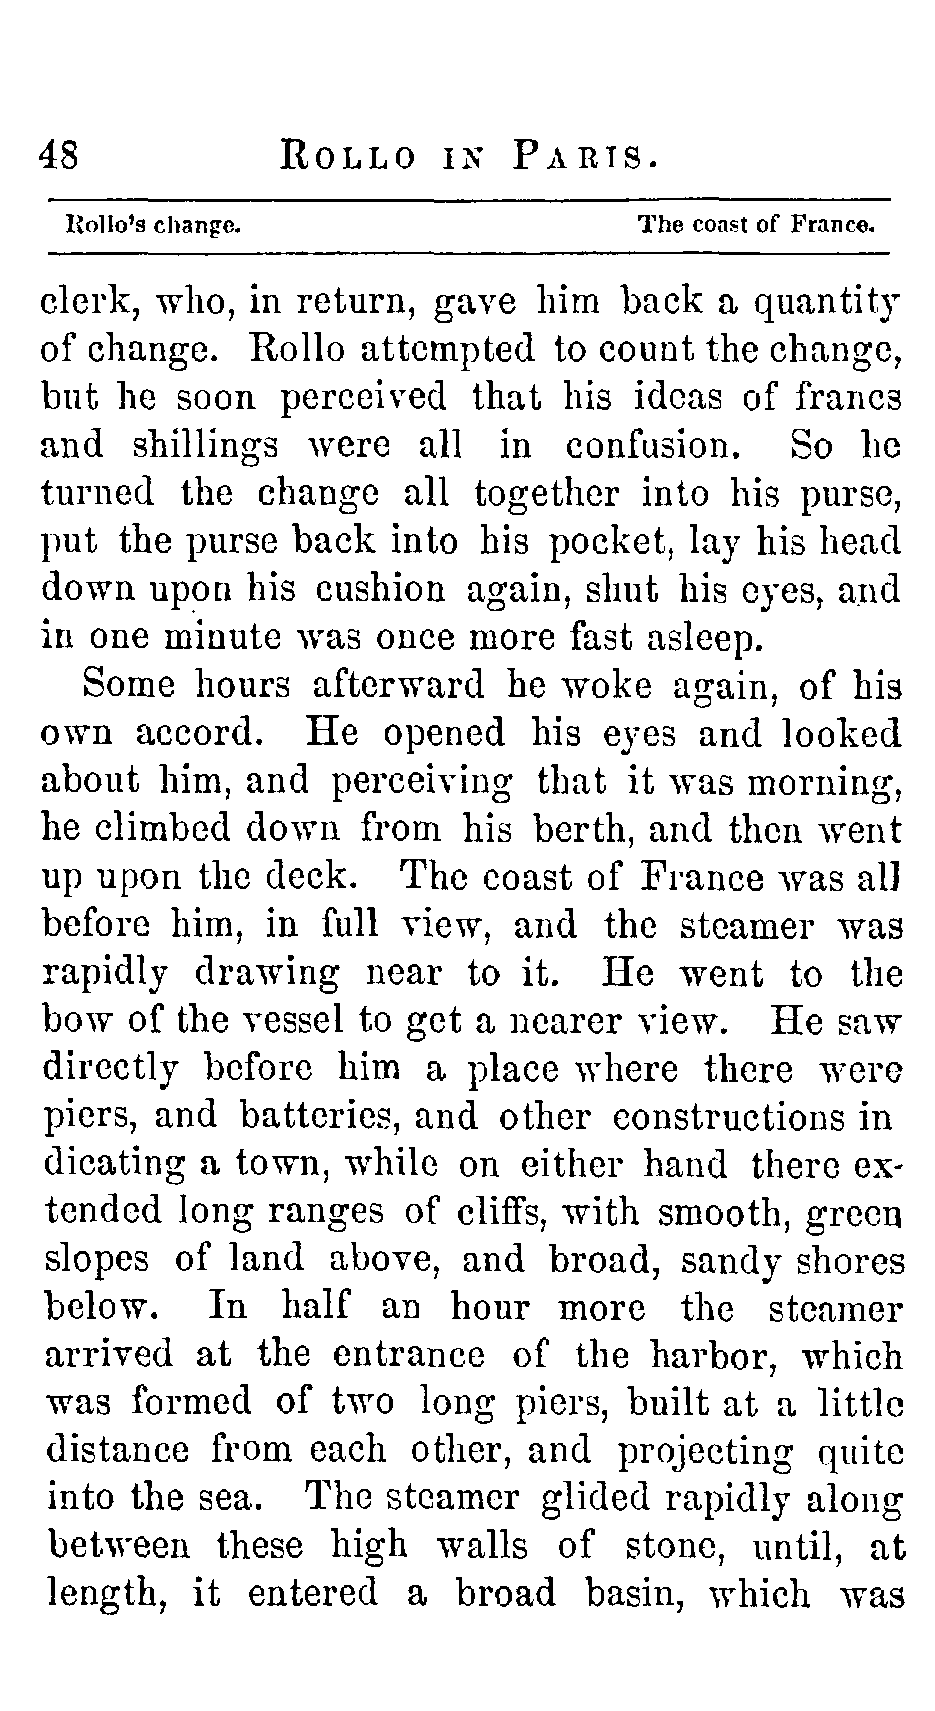 48 ROLLO IN PARIS.
Rollo's change. The coast of France.
clerk, who, in return, gave him back a quantity
of change. Rollo attempted to count the change,
but he soon perceived that his ideas of francs
and shillings were all in confusion. So he
turned the change all together into his purse,
put the purse back into his pocket, lay his head
down upon his cushion again, shut his eyes, and
in one minute was once more fast asleep.
Some hours afterward he woke again, of his
own accord. He opened his eyes and looked
about him, and perceiving that it was morning,
he climbed down from his berth, and then went
up upon the deck. The coast of France was all
before him, in full view, and the steamer was
rapidly drawing near to it. He went to the
bow of the vessel to get a nearer view. He saw
directly before him a place where there were
piers, and batteries, and other constructions in
dicating a town, while on either hand there ex-
tended long ranges of cliffs, with smooth, green
slopes of land above, and broad, sandy shores
below. In half an hour more the steamer
arrived at the entrance of the harbor, which
was formed of two long piers, built at a little
distance from each other, and projecting quite
into the sea. The steamer glided rapidly along
between these high walls of stone, until, at
length, it entered a broad basin, which was